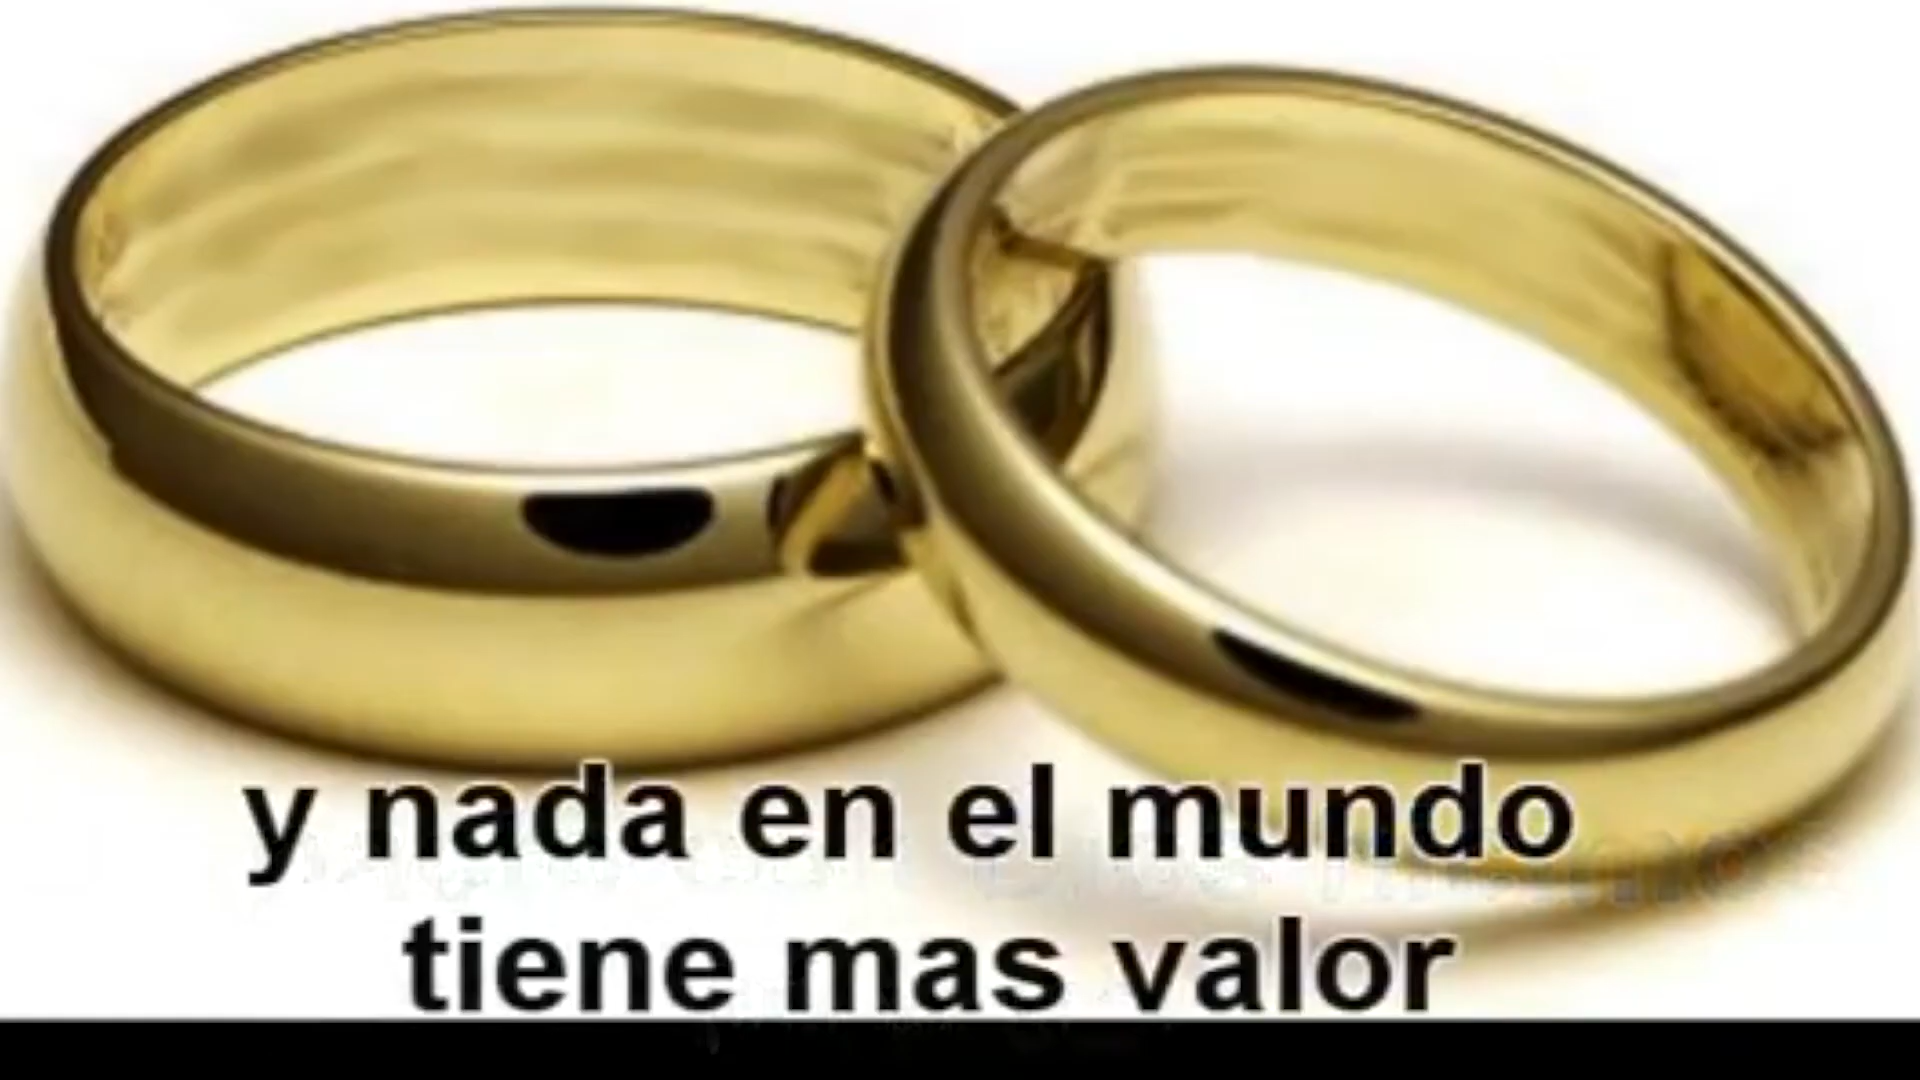 y nada en el mundo
tiene mas valor